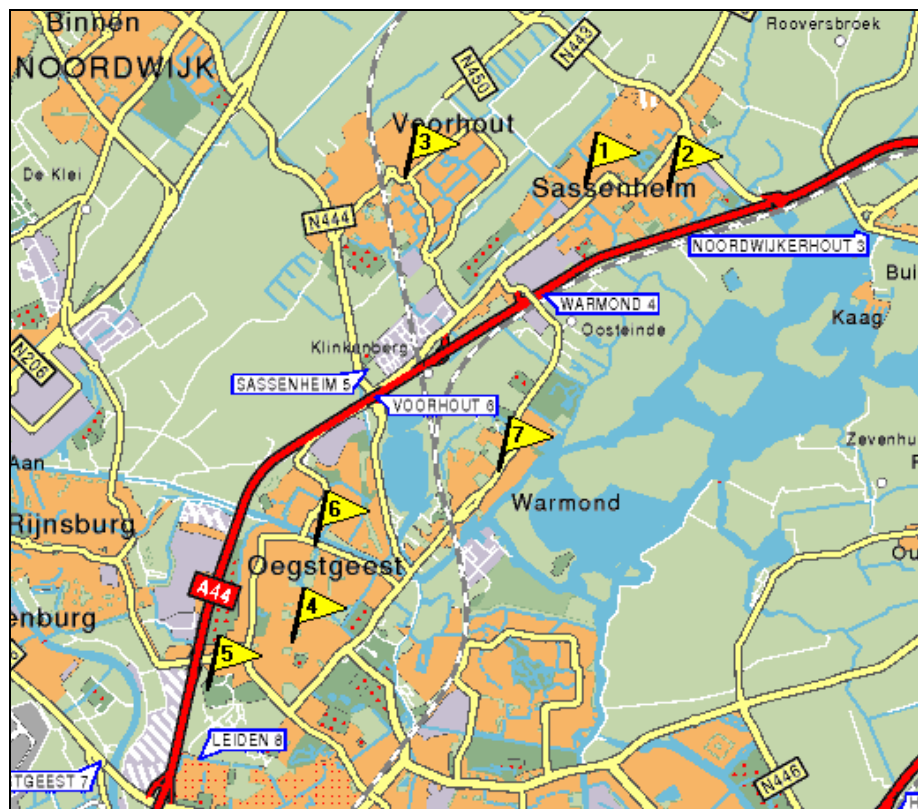 Binnen
NOORDWIJK
Rooversbroek
N443
N450
Voorhout
3
1
2
De Klei
Sassenheim
N444
NOORDWIJKERHOUT 3
Bui
WARMOND 4
Kaag
Oosteinde
Klinkenberg
N206
SASSENHEIM 5
VOORHOUT 6
7
Zevenhu
Aan
Warmond
6
Rijnsburg
Oegstgeest
Ou
A44
4
enburg
5
LEIDEN 8
TGEEST 7
N446